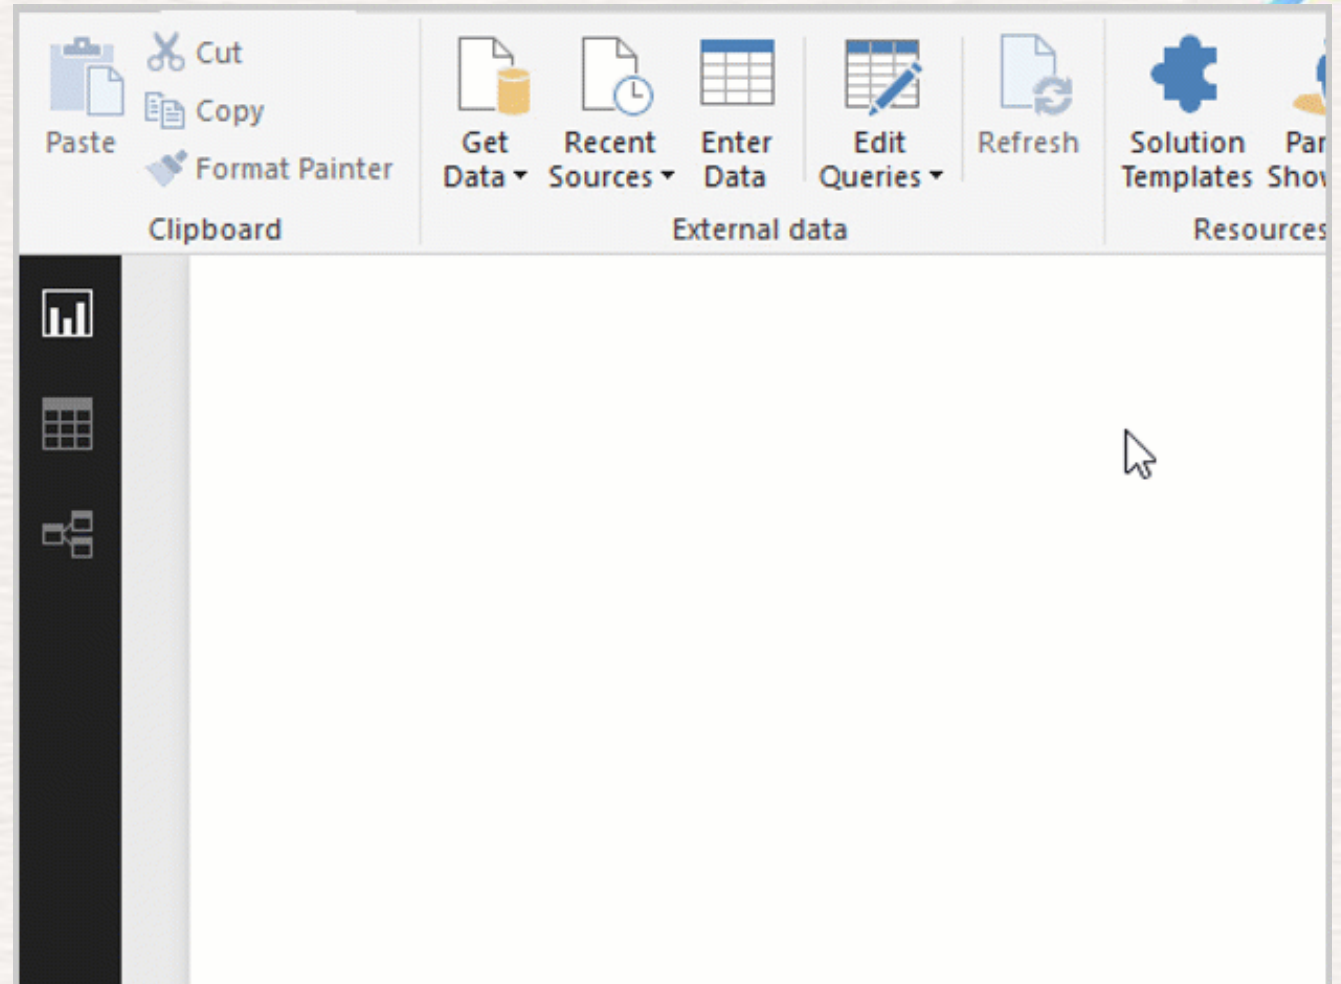 Paste
Cut
Copy
Format Painter
Clipboard
Get
Data
Recent
Sources
Enter
Data
Edit
Queries
Refresh
External data
Solution
Templates
Resources